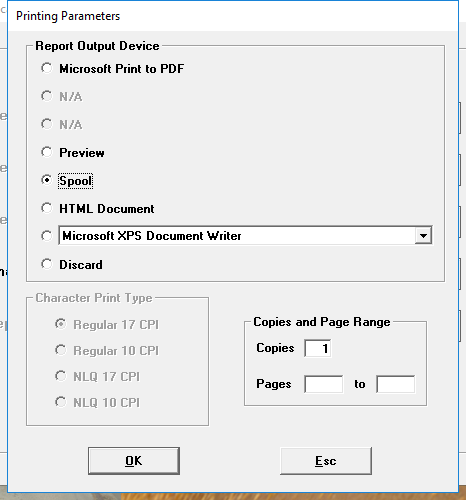 Printing Parameters
Report Output Device
Microsoft Print to PDF
N/A
N/A
Preview
Spool
HTML Document
Microsoft XPS Document Writer
Discard
Character Print Type
Regular 17 CPI
Regular 10 CPI
NLQ 17 CPI
NLQ 10 CPI
Copies and Page Range
Copies 1
Pages to
OK
Esc